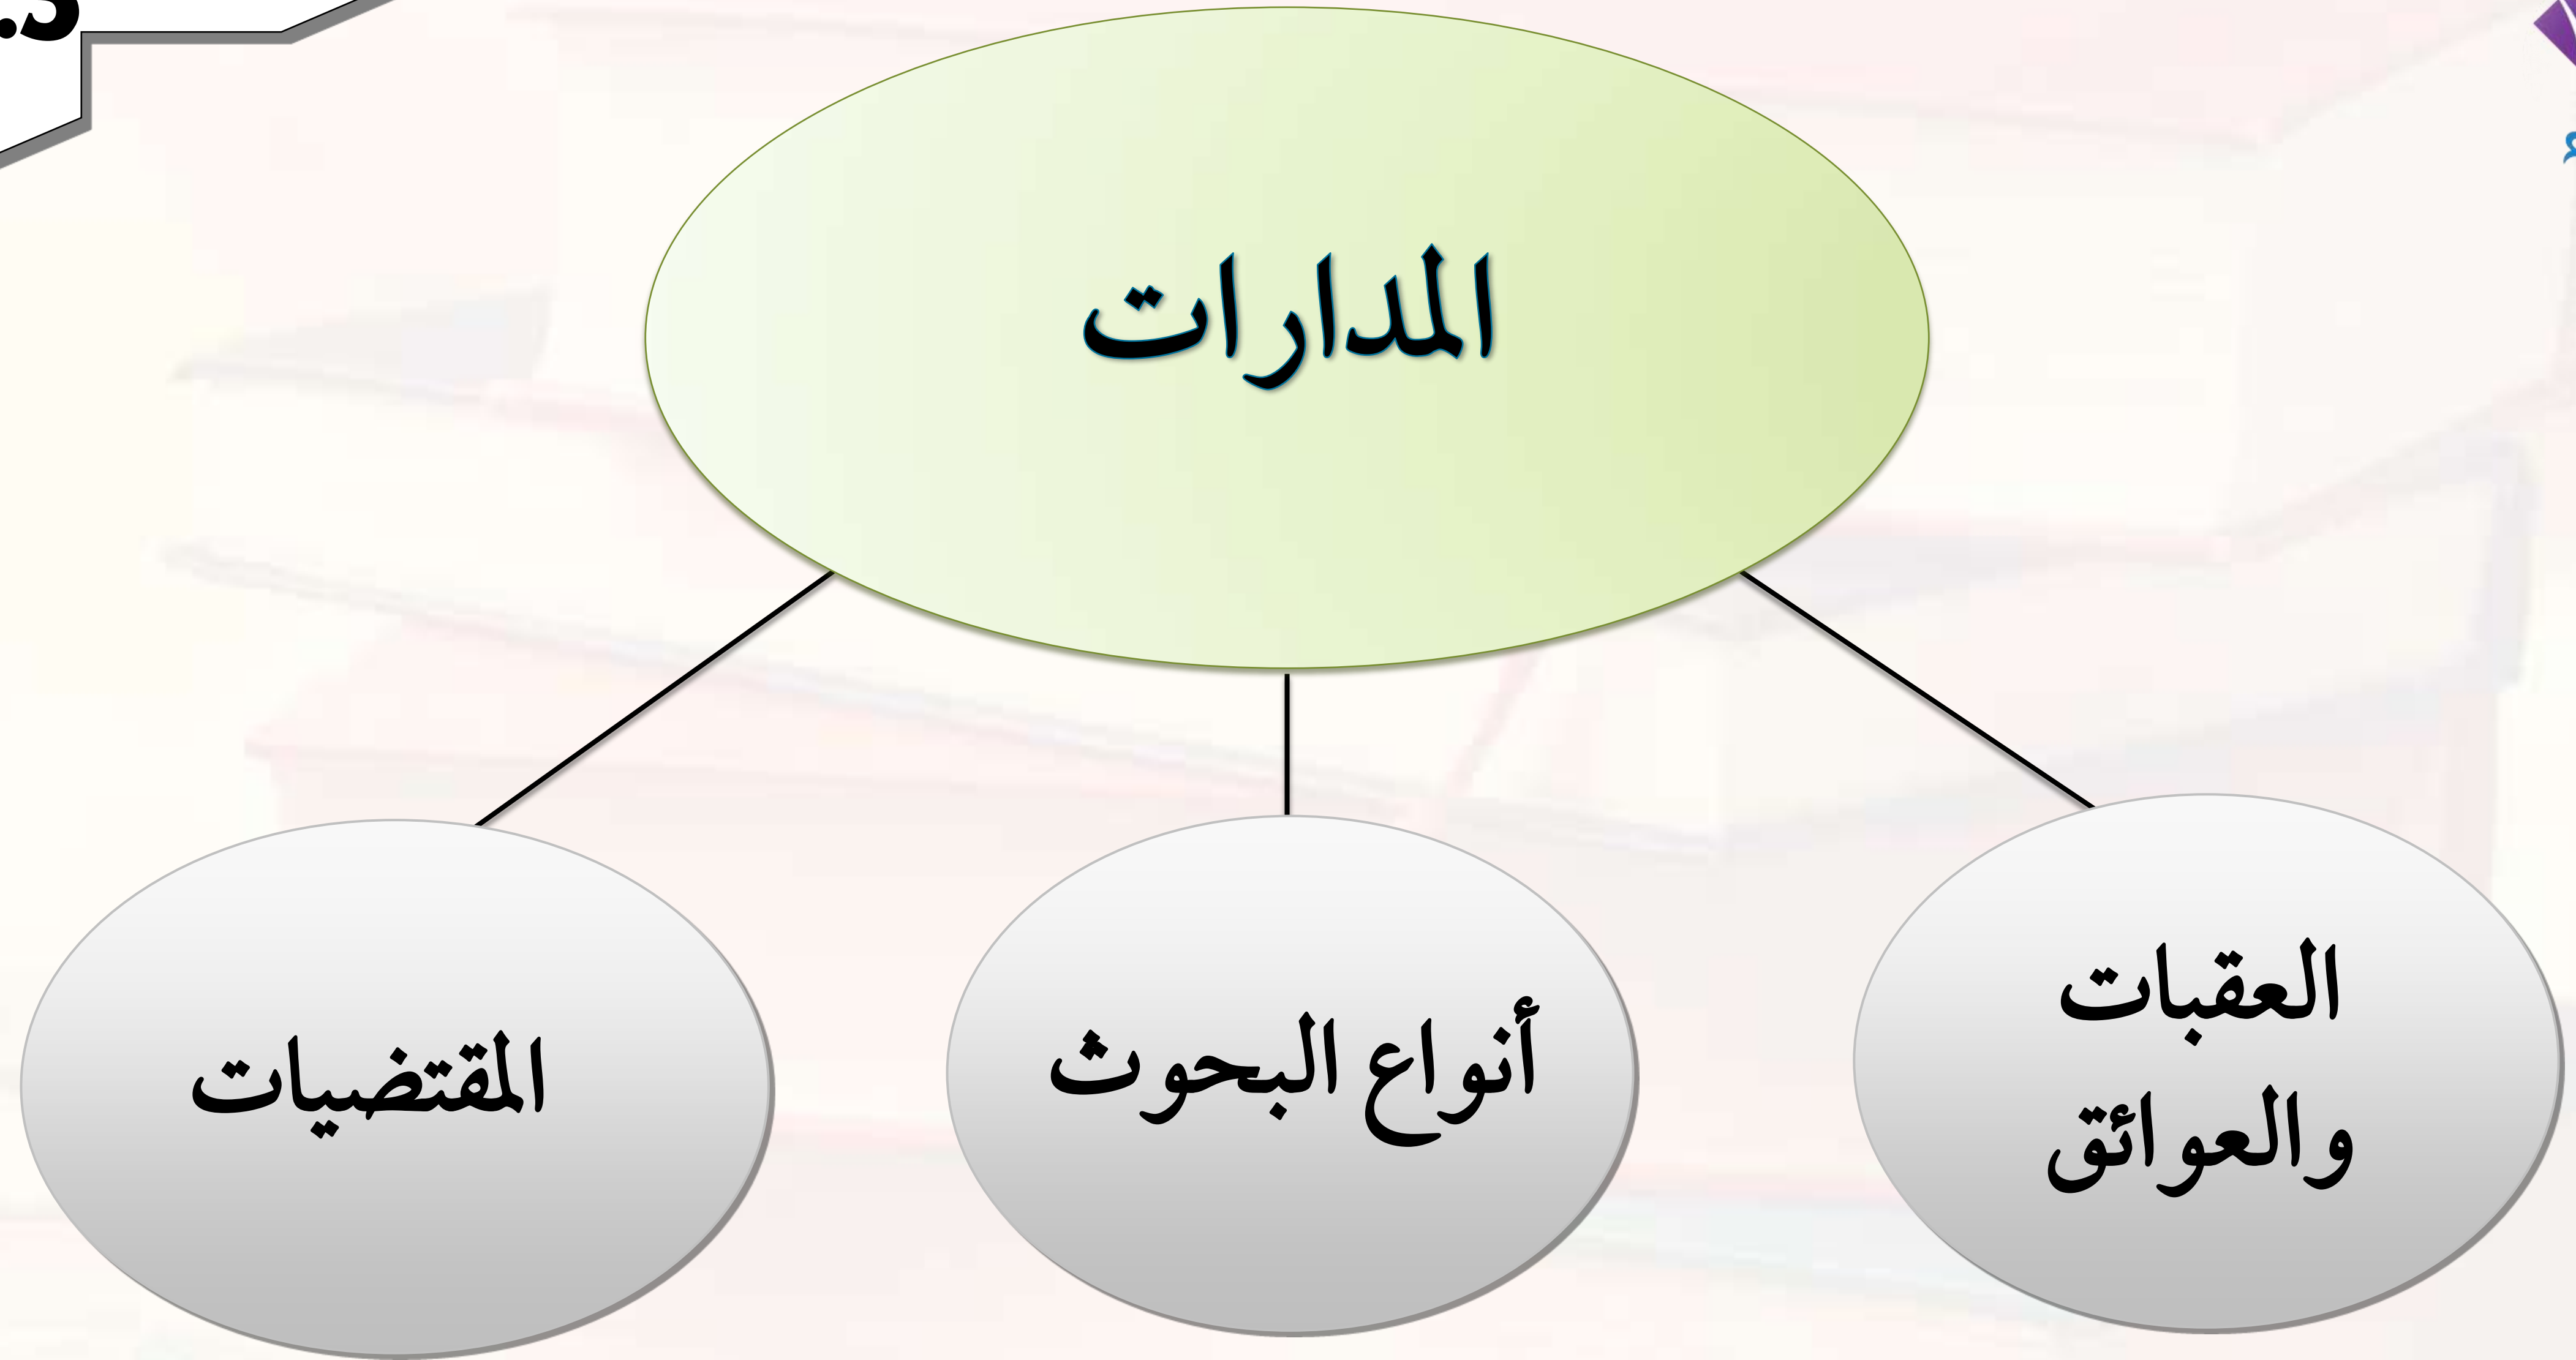 المدارات
العقبات
والعوائق
أنواع البحوث
المقتضيات